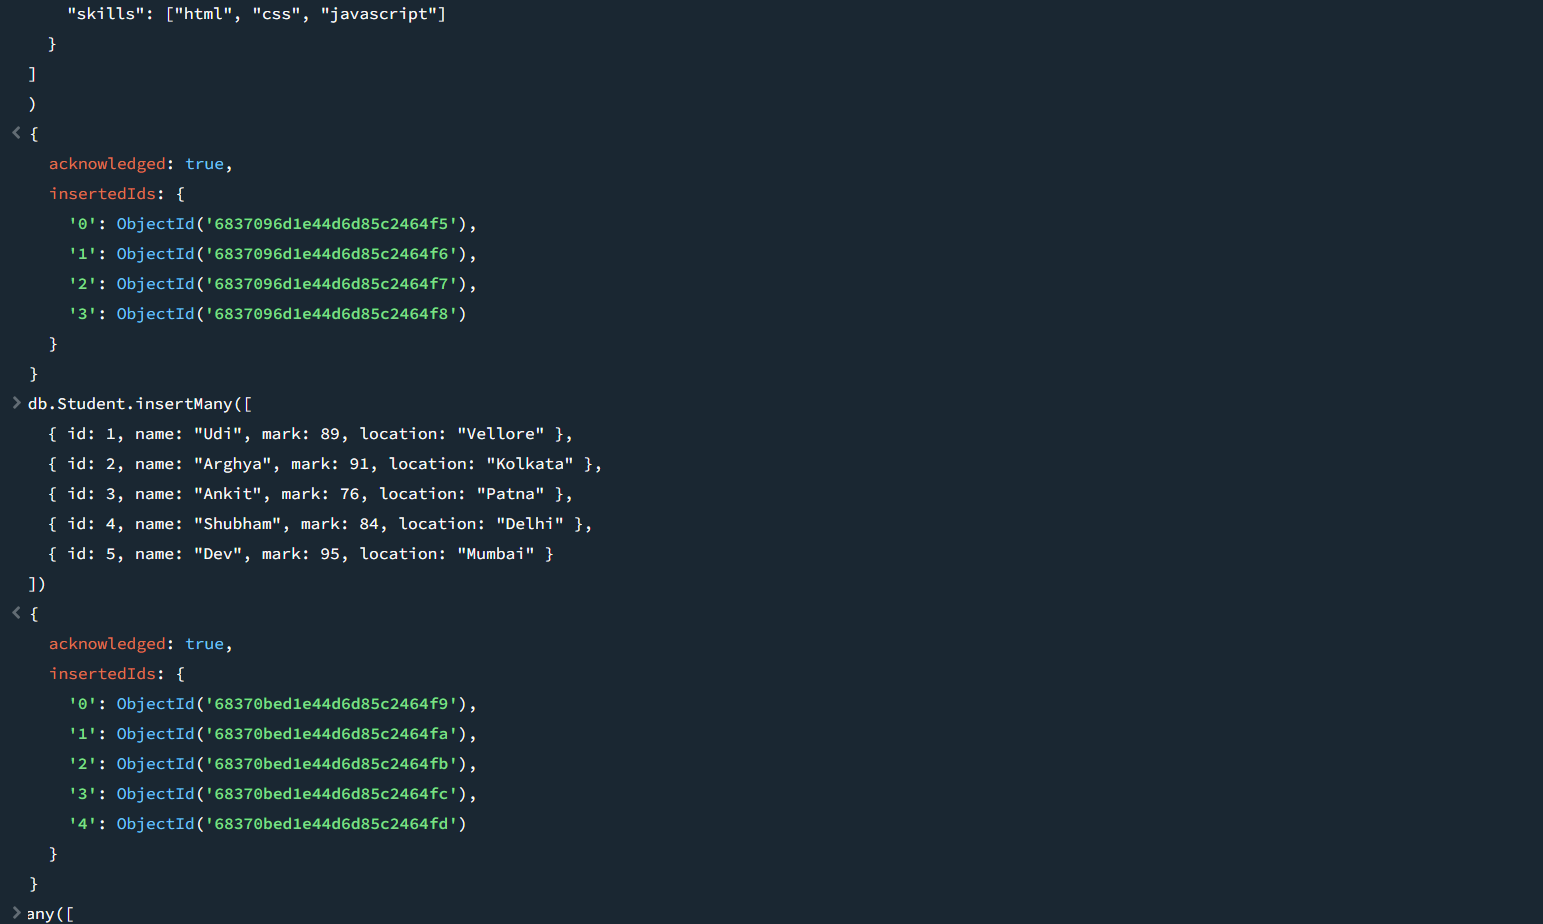 "skills": ["html", "css", "javascript"]
}
]
)
{
acknowledged: true,
insertedIds: {
'0': ObjectId('6837096d1e44d6d85c2464f5'),
'1': ObjectId('6837096d1e44d6d85c2464f6'),
'2': ObjectId('6837096d1e44d6d85c2464f7'),
'3': ObjectId('6837096d1e44d6d85c2464f8')
}
}
db.Student.insertMany([
{ id: 1, name: "Udi", mark: 89, location: "Vellore" },
{ id: 2, name: "Arghya", mark: 91, location: "Kolkata" },
{ id: 3, name: "Ankit", mark: 76, location: "Patna" },
{ id: 4, name: "Shubham", mark: 84, location: "Delhi" },
{ id: 5, name: "Dev", mark: 95, location: "Mumbai" }
])
{
acknowledged: true,
insertedIds: {
'0': ObjectId('68370bed1e44d6d85c2464f9'),
'1': ObjectId('68370bed1e44d6d85c2464fa'),
'2': ObjectId('68370bed1e44d6d85c2464fb'),
'3': ObjectId('68370bed1e44d6d85c2464fc'),
'4': ObjectId('68370bed1e44d6d85c2464fd')
}
}
any([